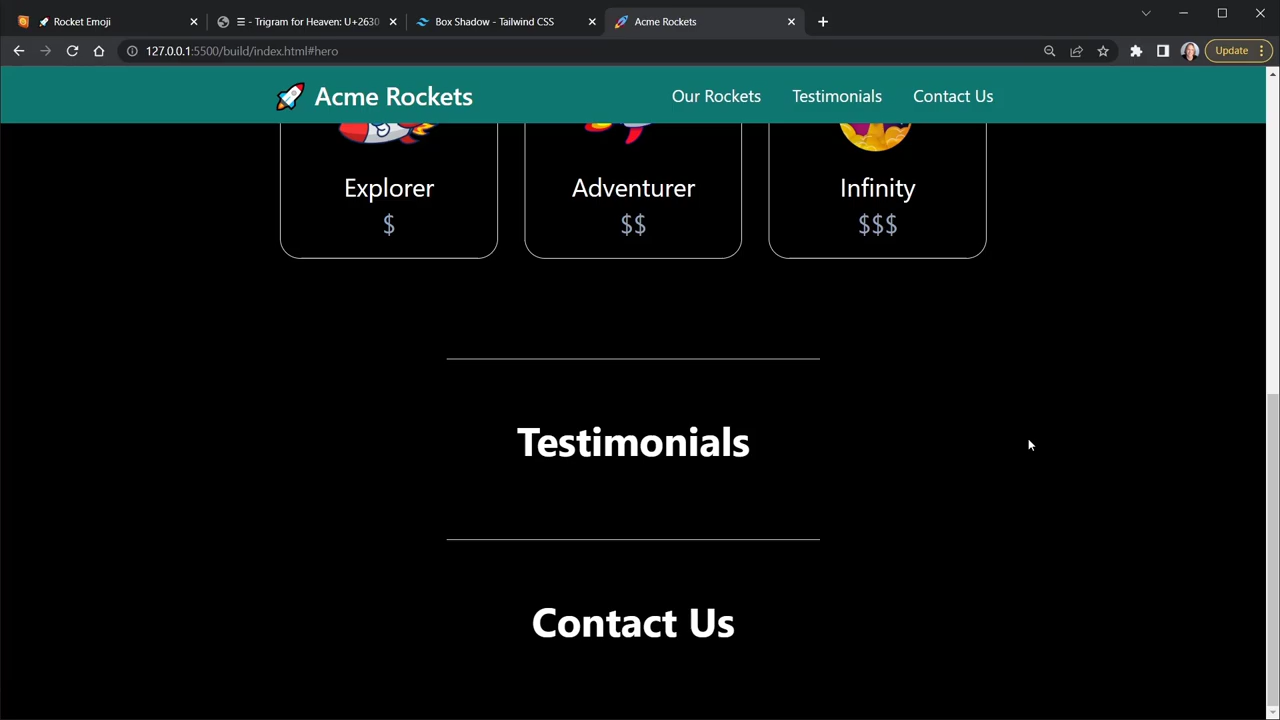 Rocket Emoji
☰ - Trigram for Heaven: U+2630
Box Shadow - Tailwind CSS
Acme Rockets
127.0.0.1:5500/build/index.html#hero
Update
Acme Rockets
Our Rockets
Testimonials
Contact Us
Explorer
Adventurer
Infinity
$
$$
$$$
Testimonials
Contact Us